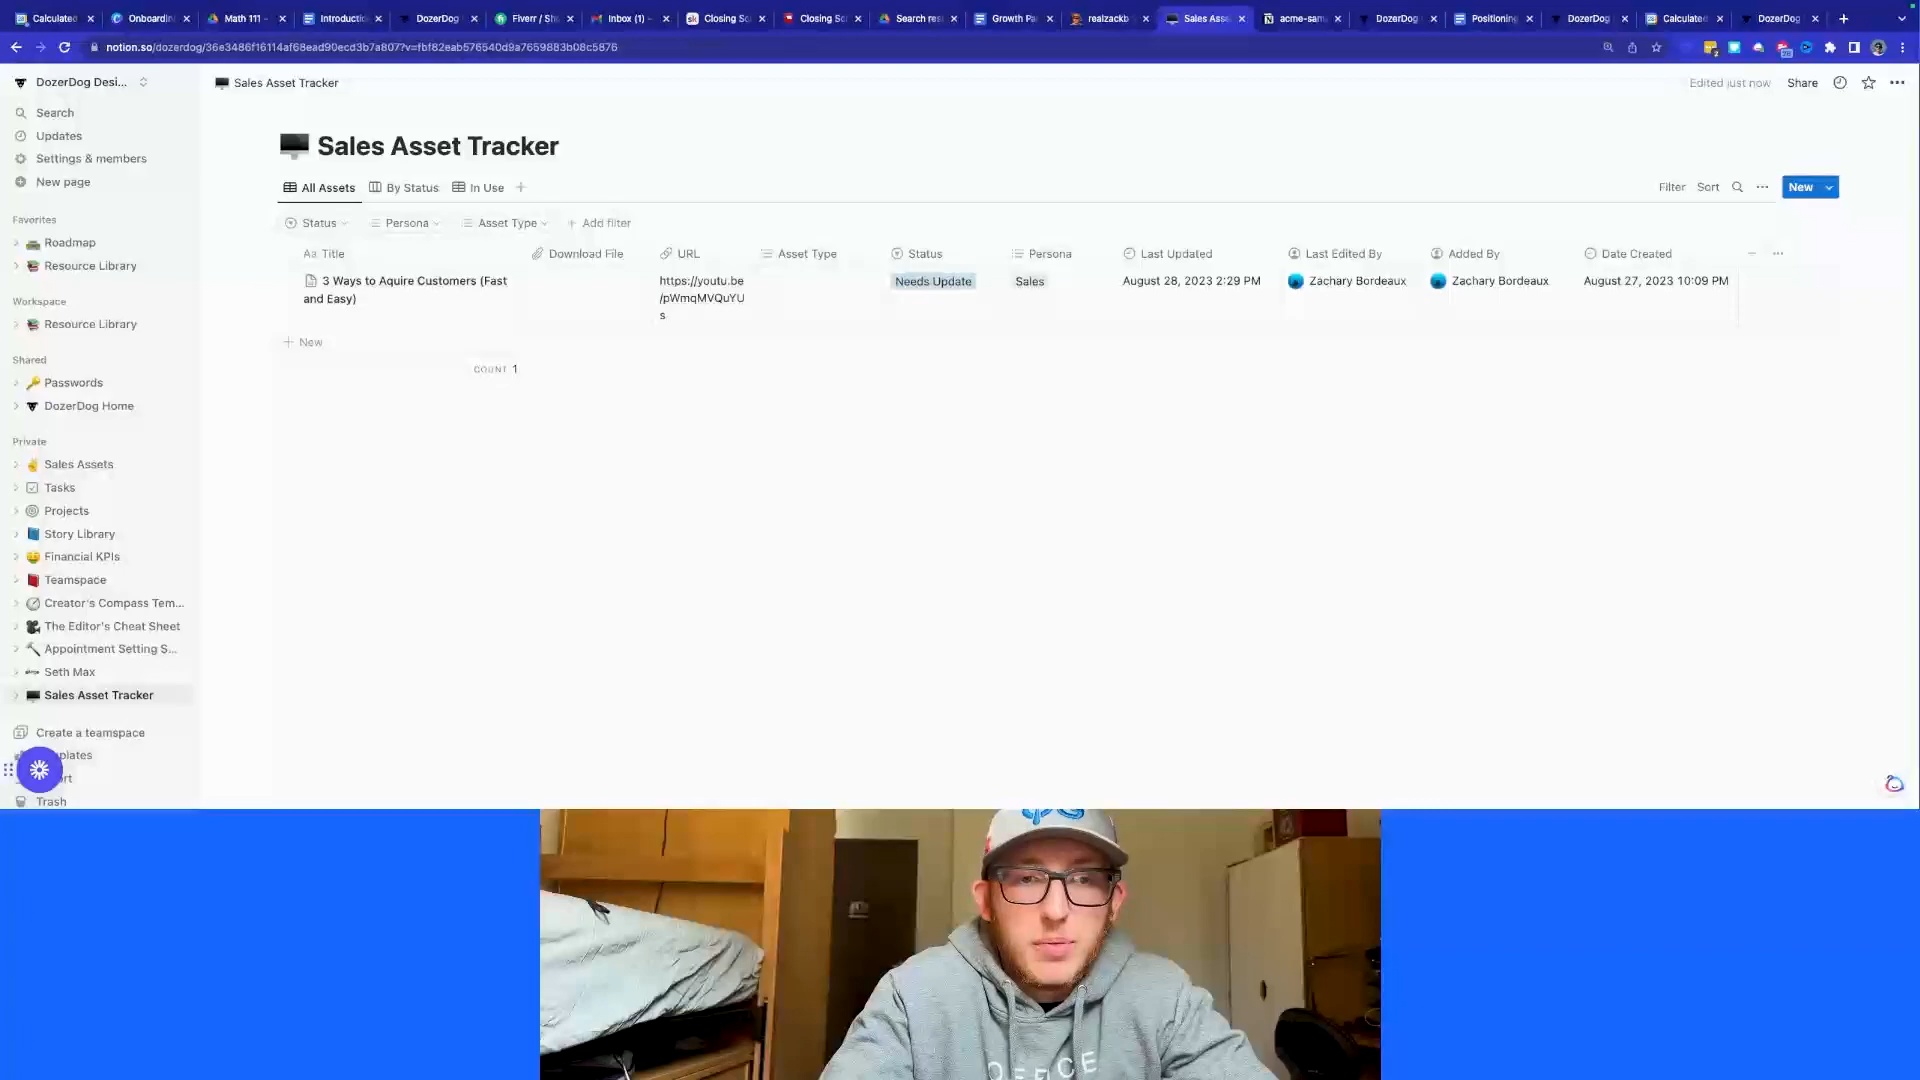 Calculated
Onboardin
Math 111 -
Introductio
DozerDog
Fiverr / Sh
Inbox (1) -
Closing Sc
Closing Sc
Search res
Growth Pa
realzackb
Sales Asse
acme-sam
DozerDog
Positioning
DozerDog
Calculated
DozerDog
notion.so/dozerdog/36e3486f16114af68ead90ecd3b7a807?v=fbf82eab576540d9a7659883b08c5876
DozerDog Desi...
Sales Asset Tracker
Edited just now
Share
Search
Updates
Settings & members
New page
Favorites
Roadmap
Resource Library
Workspace
Resource Library
Shared
Passwords
DozerDog Home
Private
Sales Assets
Tasks
Projects
Story Library
Financial KPIs
Teamspace
Creator's Compass Tem...
The Editor's Cheat Sheet
Appointment Setting S...
Seth Max
Sales Asset Tracker
Create a teamspace
plates
rt
Trash
Sales Asset Tracker
All Assets
By Status
In Use
Filter
Sort
New
Status
Persona
Asset Type
Add filter
Aa Title
Download File
URL
Asset Type
Status
Persona
Last Updated
Last Edited By
Added By
Date Created
3 Ways to Aquire Customers (Fast
and Easy)
https://youtu.be
/pWmqMVQuYU
s
Needs Update
Sales
August 28, 2023 2:29 PM
Zachary Bordeaux
Zachary Bordeaux
August 27, 2023 10:09 PM
New
COUNT 1